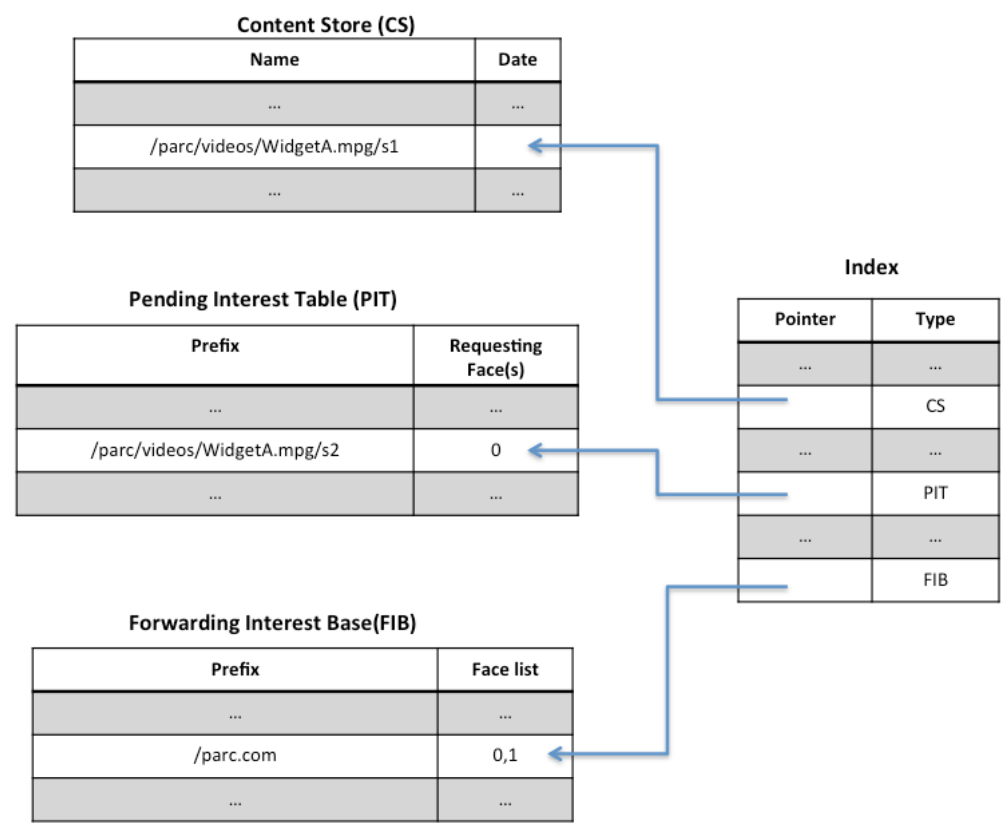 Content Store (CS)
Name Date
... ...
/parc/videos/WidgetA.mpg/s1
... ...
Pending Interest Table (PIT)
Prefix Requesting
Face(s)
... ...
/parc/videos/WidgetA.mpg/s2 0
... ...
Forwarding Interest Base(FIB)
Prefix Face list
... ...
/parc.com 0,1
... ...
Index
Pointer Type
... ...
CS
... ...
PIT
... ...
FIB